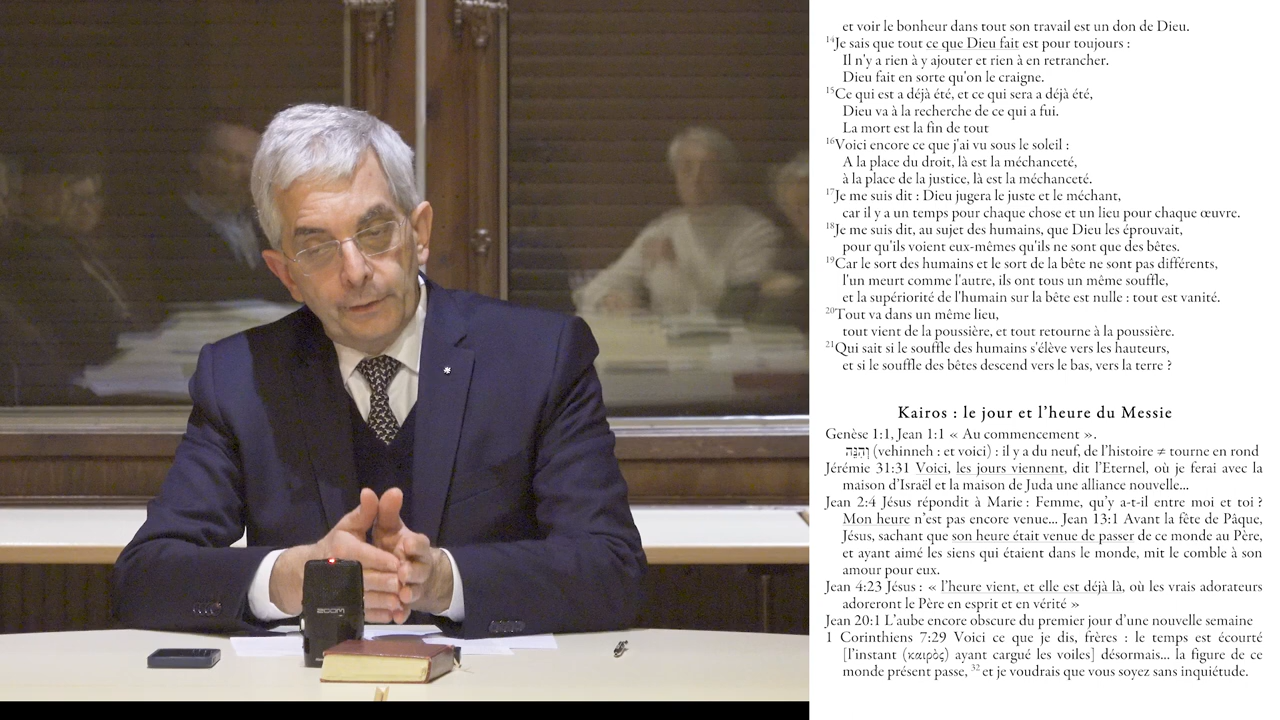 zoom
et voir le bonheur dans tout son travail est un don de Dieu.
14Je sais que tout ce que Dieu fait est pour toujours :
Il n'y a rien à y ajouter et rien à en retrancher.
Dieu fait en sorte qu'on le craigne.
15Ce qui est a déjà été, et ce qui sera a déjà été,
Dieu va à la recherche de ce qui a fui.
La mort est la fin de tout
16Voici encore ce que j'ai vu sous le soleil :
A la place du droit, là est la méchanceté,
à la place de la justice, là est la méchanceté.
17Je me suis dit : Dieu jugera le juste et le méchant,
car il y a un temps pour chaque chose et un lieu pour chaque œuvre.
18Je me suis dit, au sujet des humains, que Dieu les éprouvait,
pour qu'ils voient eux-mêmes qu'ils ne sont que des bêtes.
19Car le sort des humains et le sort de la bête ne sont pas différents,
l'un meurt comme l'autre, ils ont tous un même souffle,
et la supériorité de l'humain sur la bête est nulle : tout est vanité.
20Tout va dans un même lieu,
tout vient de la poussière, et tout retourne à la poussière.
21Qui sait si le souffle des humains s'élève vers les hauteurs,
et si le souffle des bêtes descend vers le bas, vers la terre ?
Kairos : le jour et l'heure du Messie
Genèse 1:1, Jean 1:1 « Au commencement ».
וְהִנֵּה (vehinneh : et voici) : il y a du neuf, de l'histoire ≠ tourne en rond
Jérémie 31:31 Voici, les jours viennent, dit l'Eternel, où je ferai avec la
maison d'Israël et la maison de Juda une alliance nouvelle...
Jean 2:4 Jésus répondit à Marie : Femme, qu'y a-t-il entre moi et toi ?
Mon heure n'est pas encore venue... Jean 13:1 Avant la fête de Pâque,
Jésus, sachant que son heure était venue de passer de ce monde au Père,
et ayant aimé les siens qui étaient dans le monde, mit le comble à son
amour pour eux.
Jean 4:23 Jésus : « l'heure vient, et elle est déjà là, où les vrais adorateurs
adoreront le Père en esprit et en vérité »
Jean 20:1 L'aube encore obscure du premier jour d'une nouvelle semaine
1 Corinthiens 7:29 Voici ce que je dis, frères : le temps est écourté
[l'instant (καιρὸς) ayant cargué les voiles] désormais... la figure de ce
monde présent passe, 32 et je voudrais que vous soyez sans inquiétude.